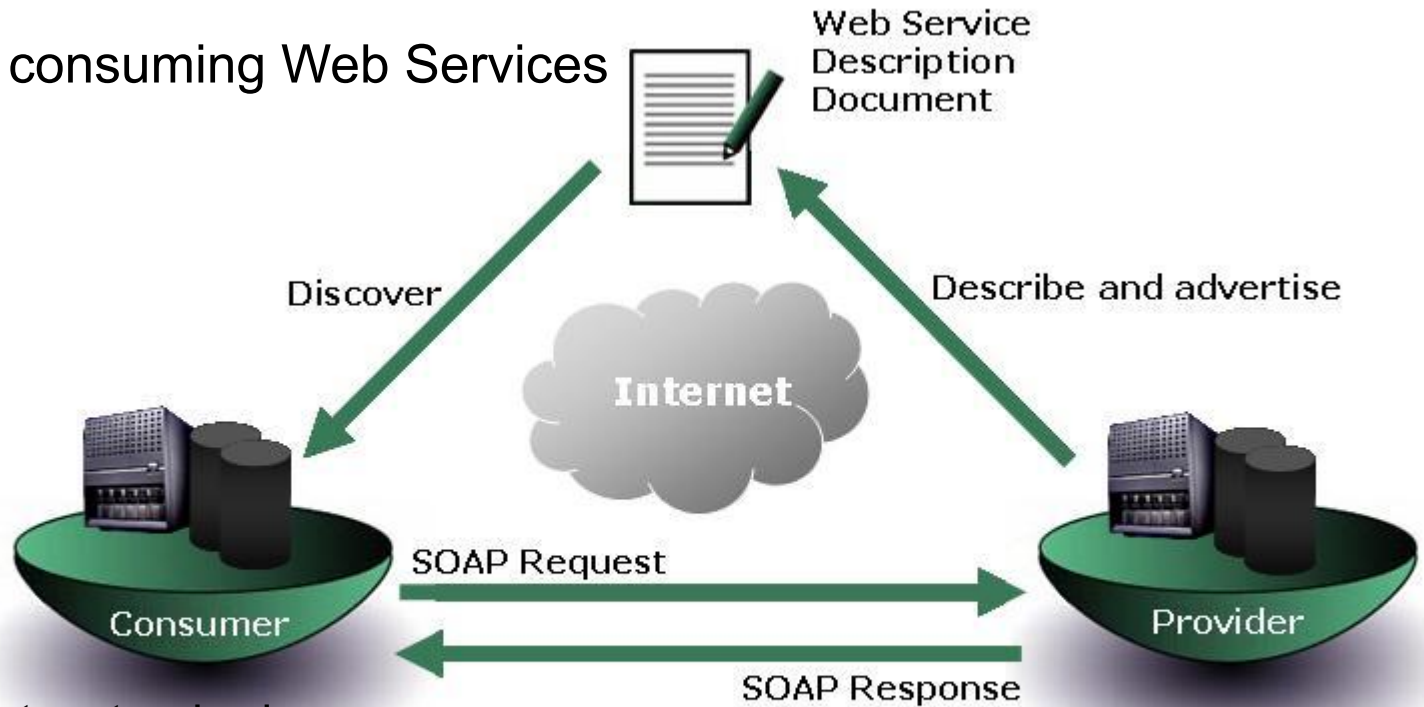 consuming Web Services
Web Service
Description
Document
Discover
Describe and advertise
Internet
SOAP Request
Consumer
Provider
SOAP Response